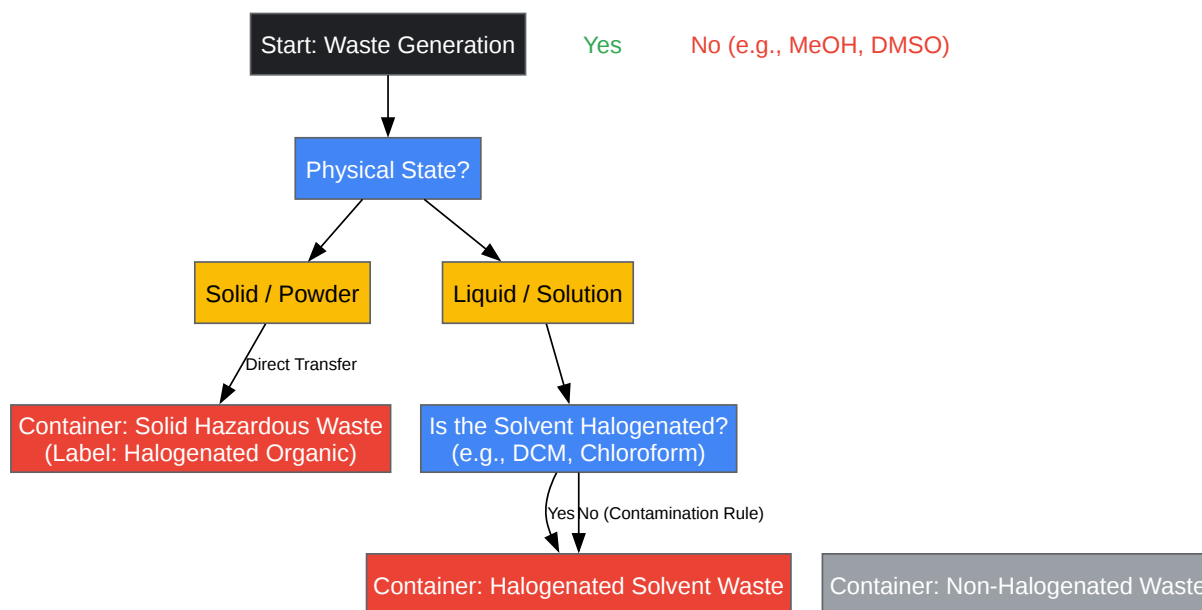 Start: Waste Generation
Yes
No (e.g., MeOH, DMSO)
Physical State?
Solid / Powder
Liquid / Solution
Direct Transfer
Container: Solid Hazardous Waste
(Label: Halogenated Organic)
Is the Solvent Halogenated?
(e.g., DCM, Chloroform)
Yes
No (Contamination Rule)
Container: Halogenated Solvent Waste
Container: Non-Halogenated Waste